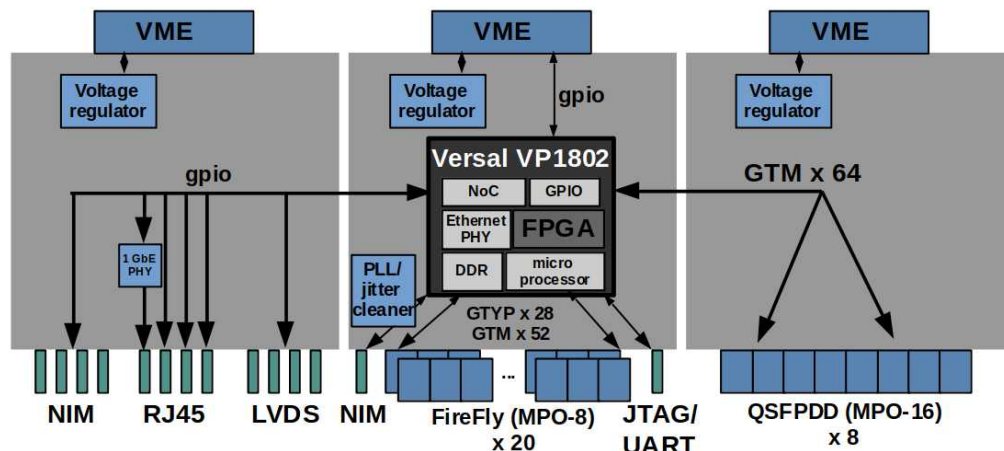 VME
VME
VME
Voltage
regulator
Voltage
regulator
Voltage
regulator
gpio
Versal VP1802
NoC
GPIO
Ethernet
PHY
FPGA
DDR
micro
processor
gpio
GTM x 64
1 GbE
PHY
PLL/
jitter
cleaner
GTYP x 28
GTM x 52
...
NIM
RJ45
LVDS
NIM
FireFly (MPO-8)
x 20
JTAG/
UART
QSFPDD (MPO-16)
x 8